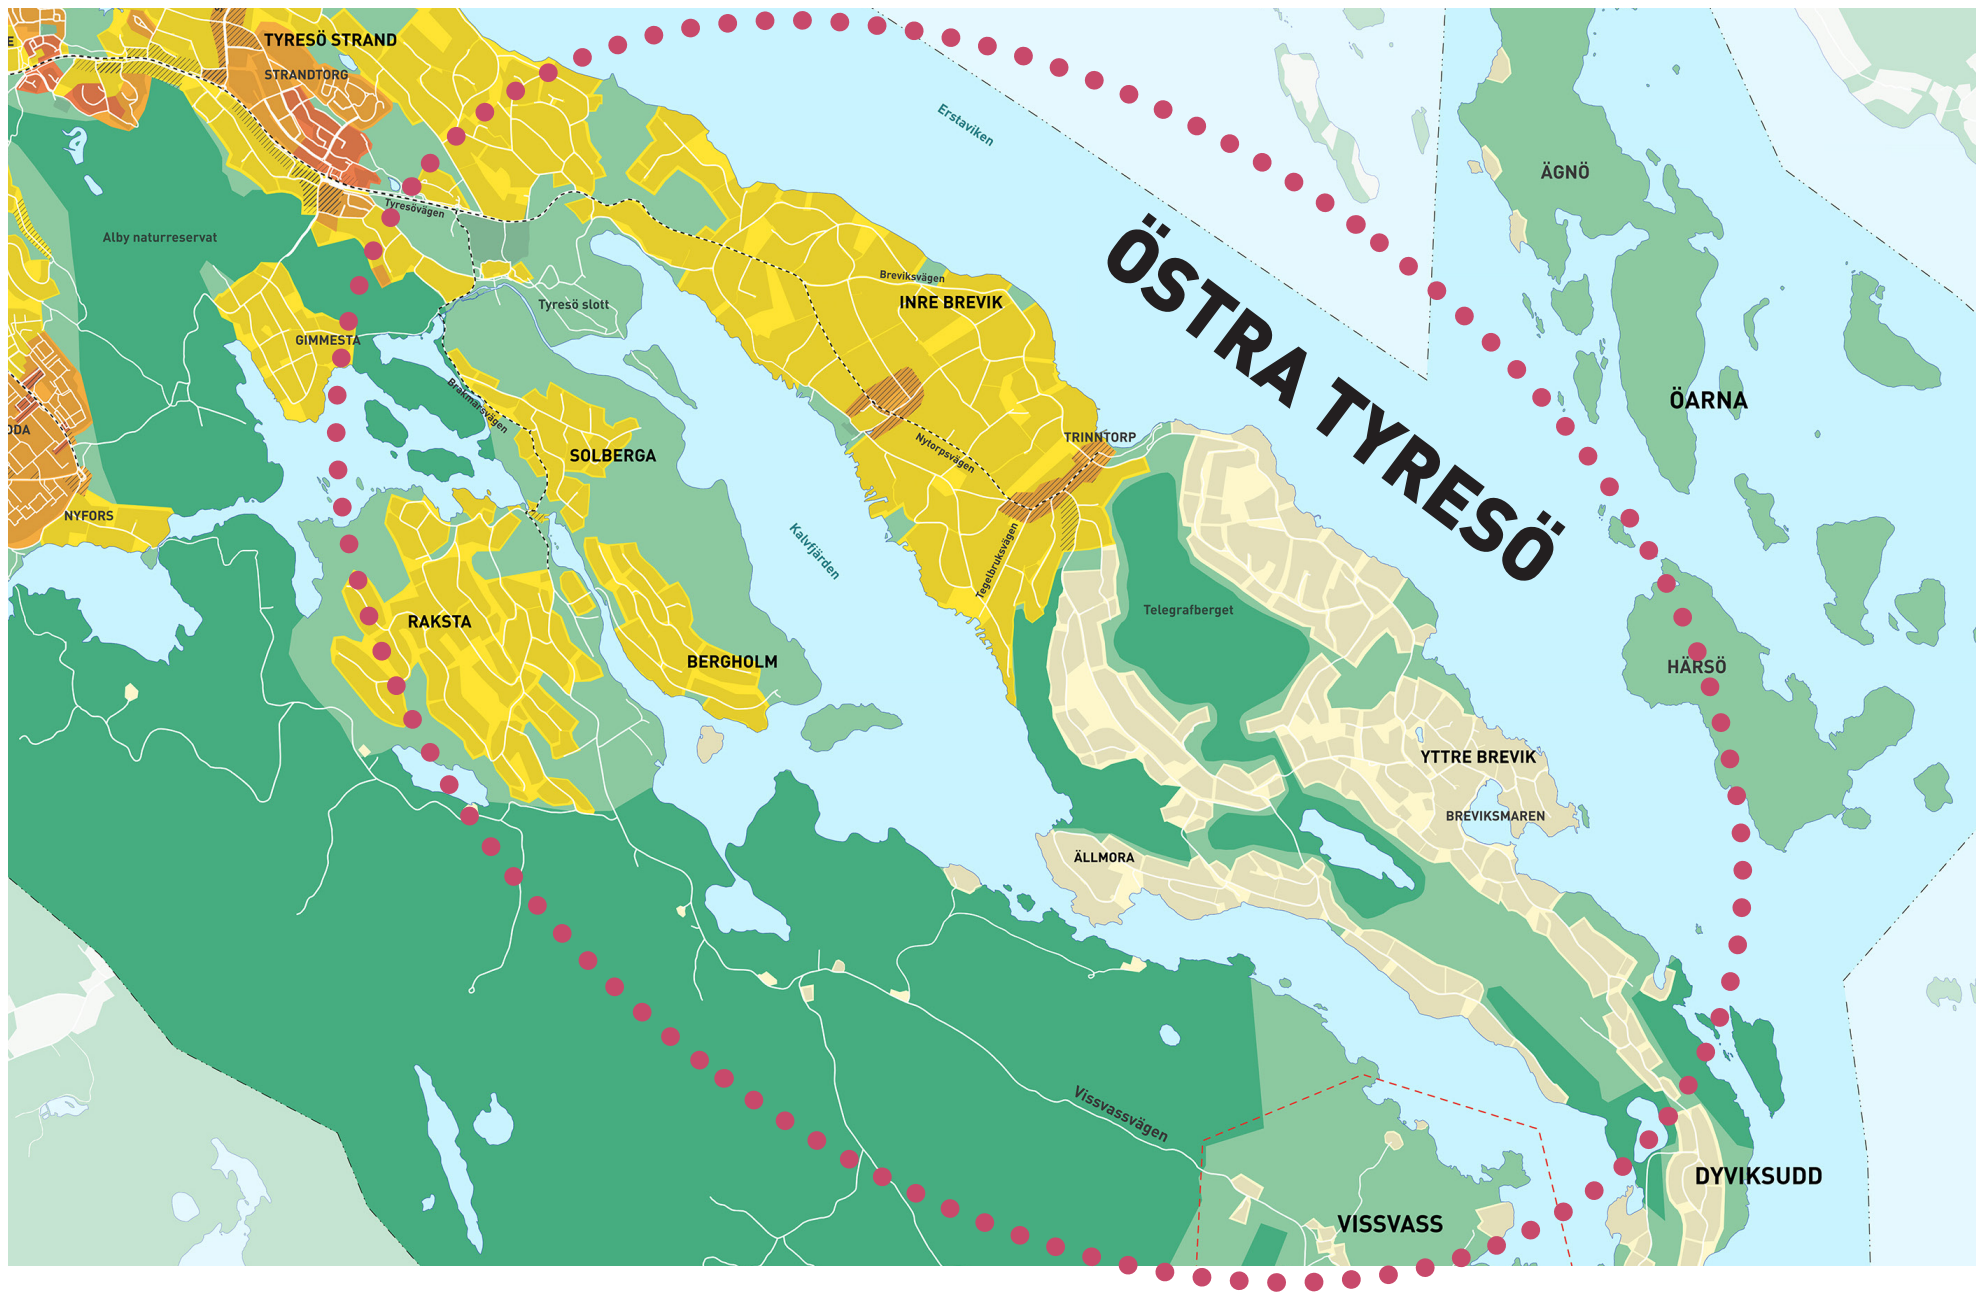 E
TYRESÖ STRAND
STRANDTORG
Erstaviken
ÄGNÖ
Tyresövägen
Alby naturreservat
ÖSTRA TYRESÖ
Breviksvägen
INRE BREVIK
Tyresö slott
GIMMESTA
Brakmarsvägen
ÖARNA
ODA
TRINNTORP
Nytorpsvägen
SOLBERGA
NYFORS
Kalvfjärden
Tegelbruksvägen
Telegrafberget
RAKSTA
BERGHOLM
HÄRSÖ
YTTRE BREVIK
BREVIKSMAREN
ÄLLMORA
Vissvassvägen
DYVIKSUDD
VISSVASS